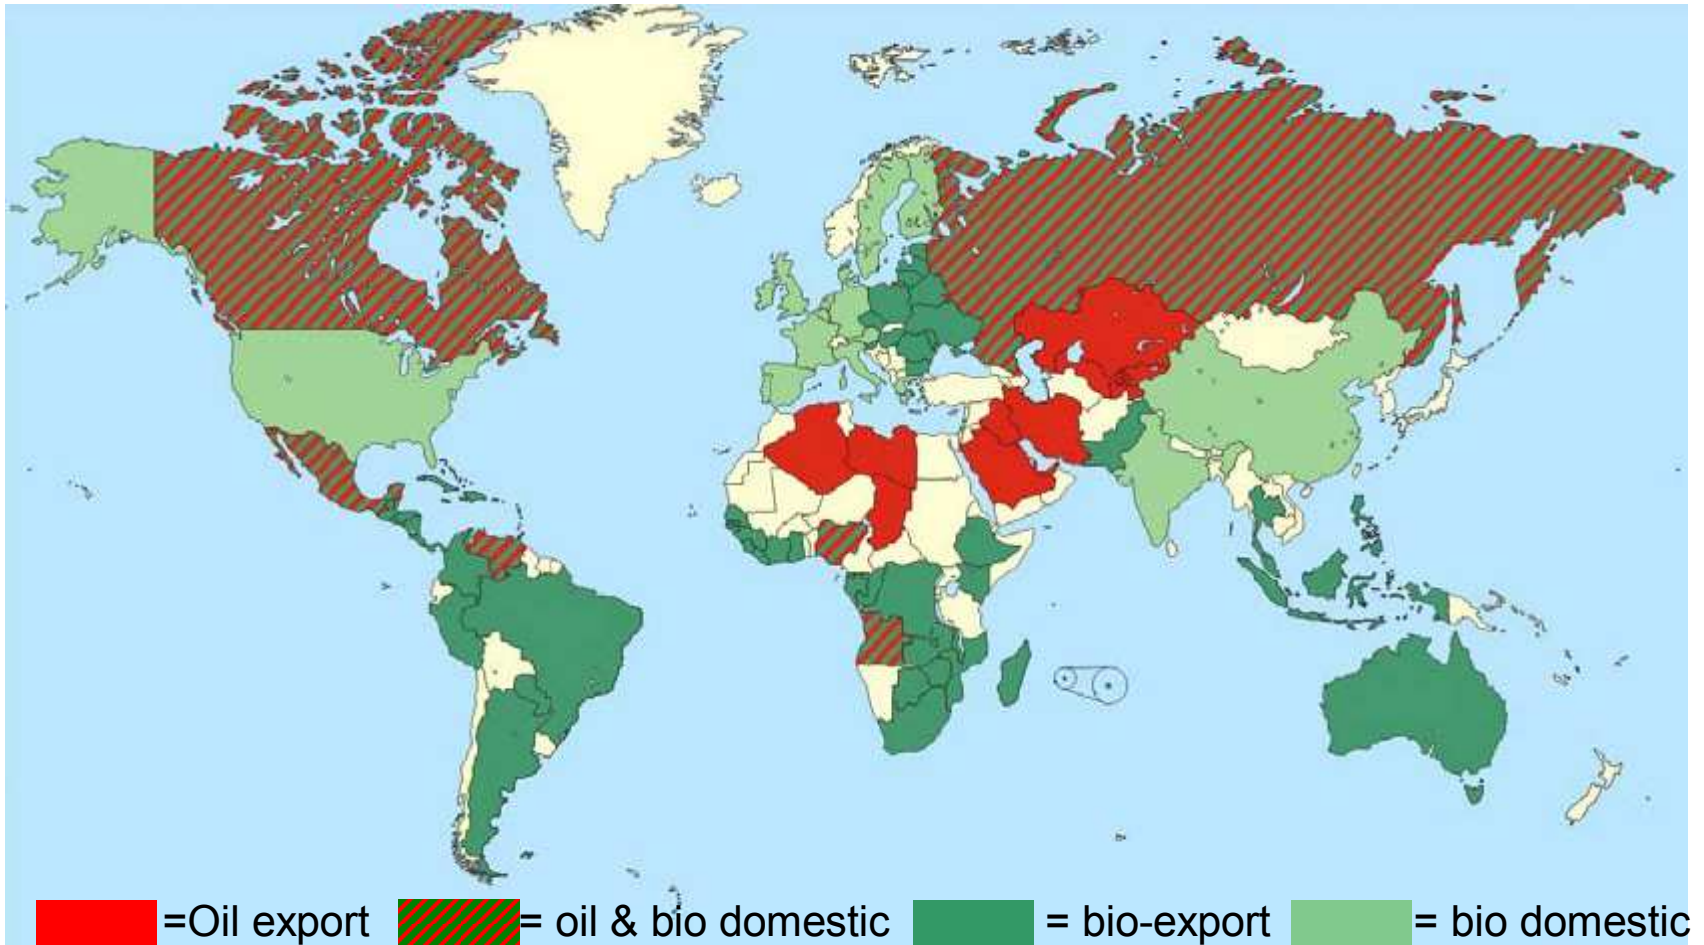 =Oil export = oil & bio domestic = bio-export = bio domestic